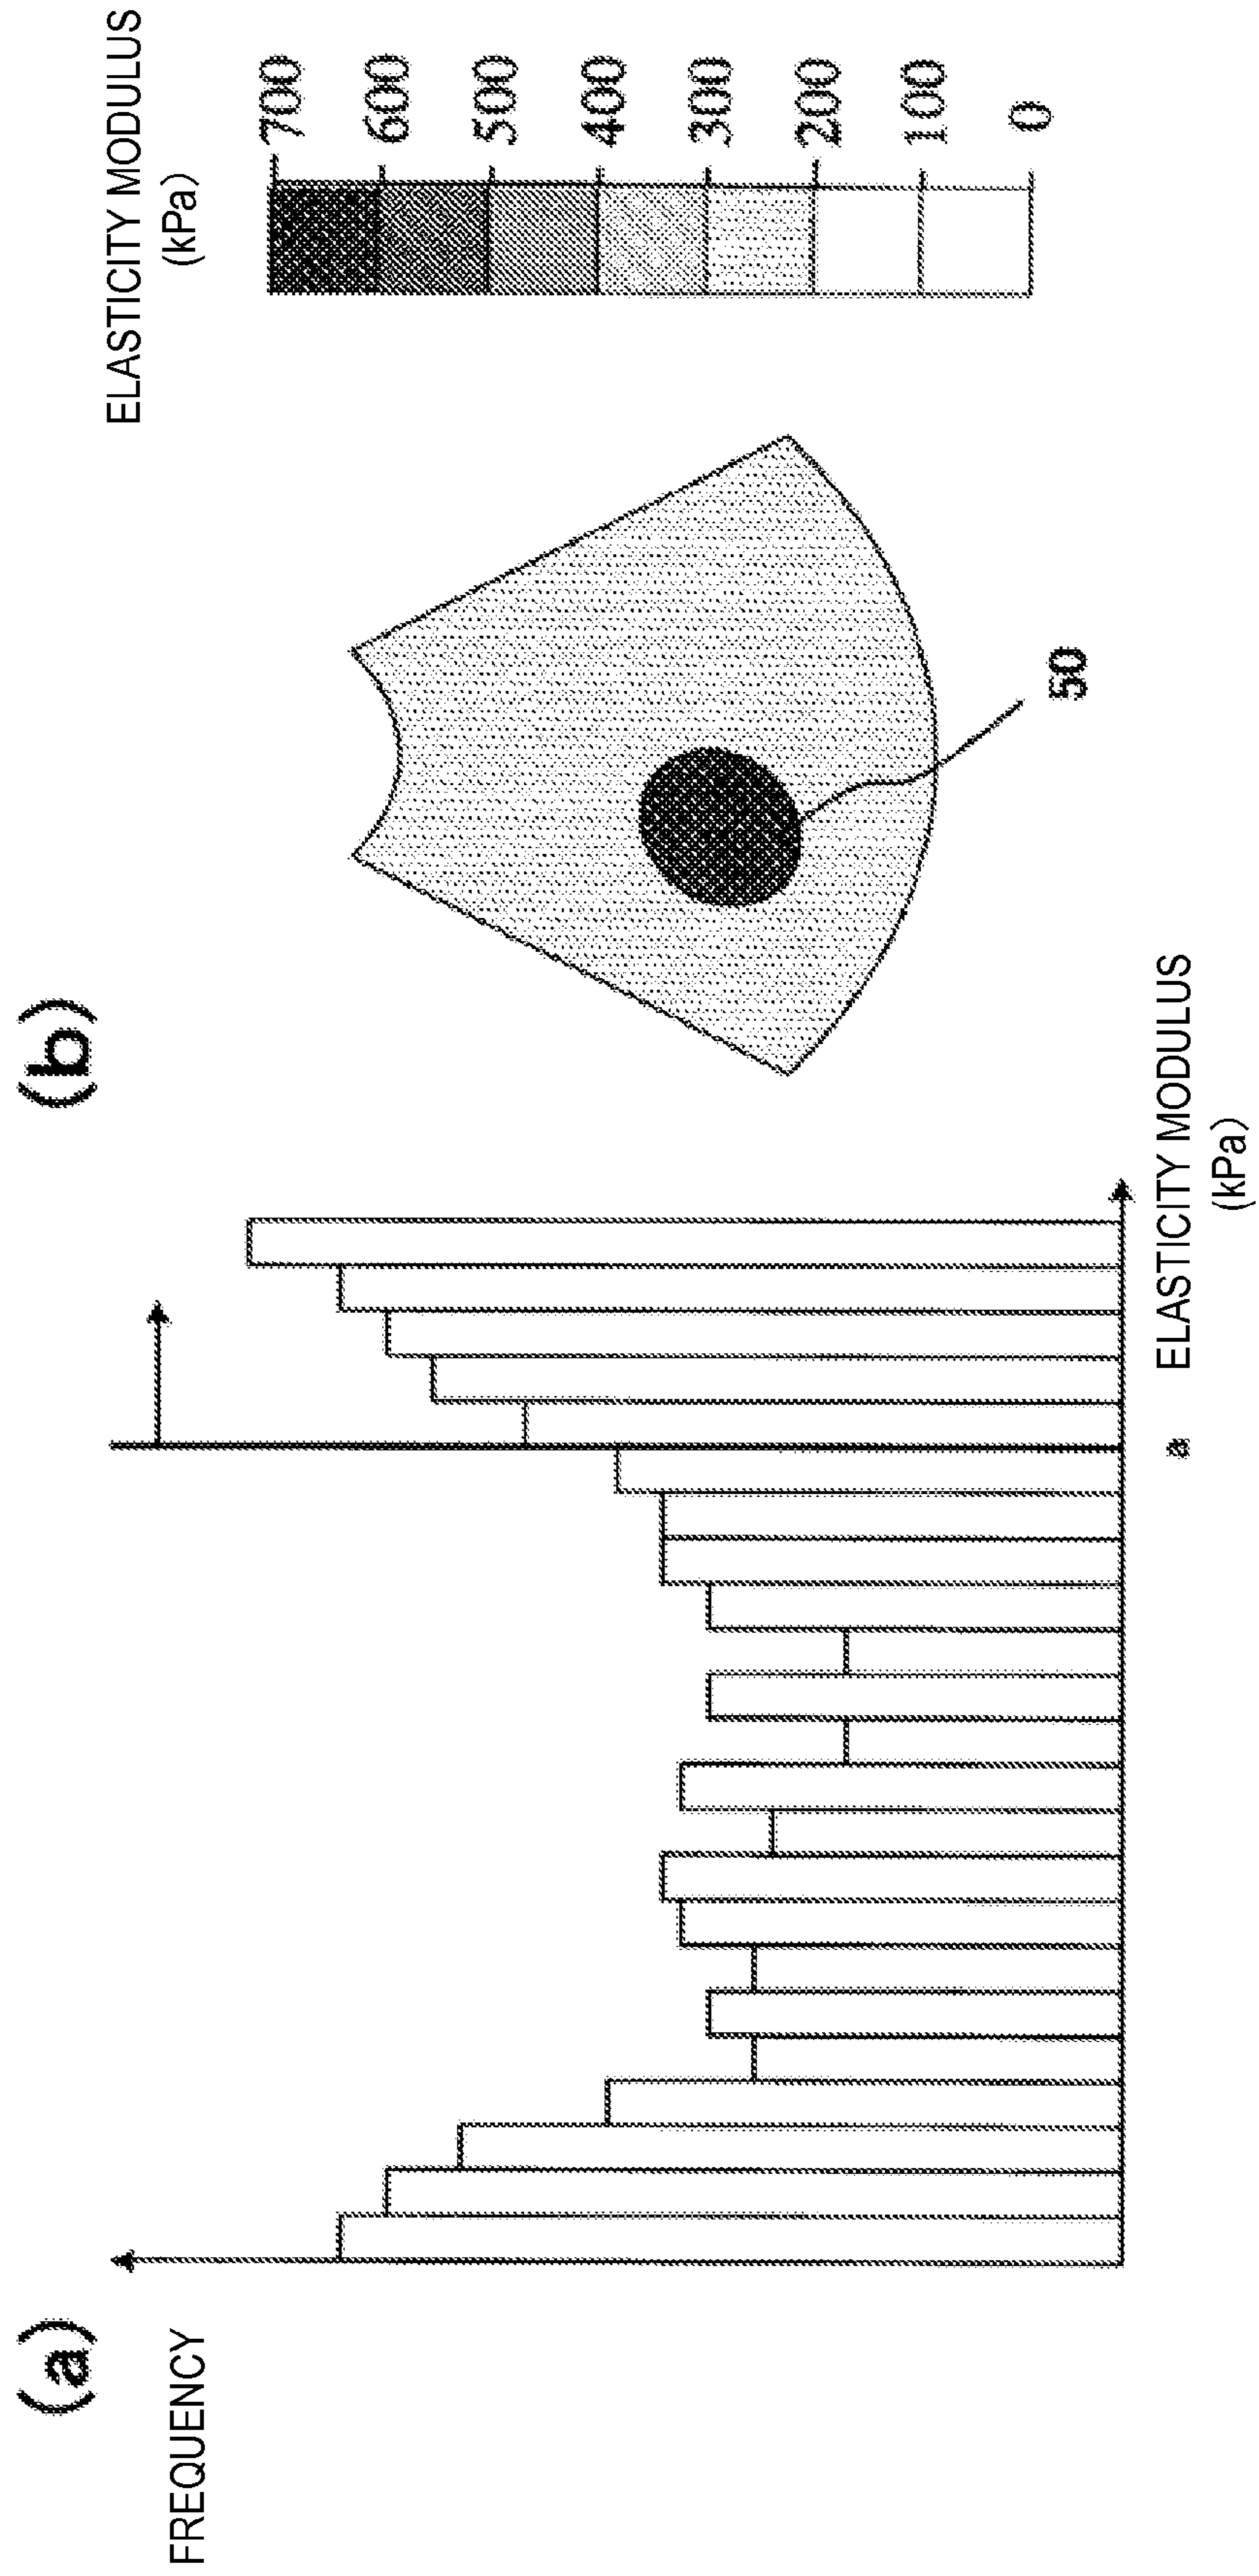 (a)
FREQUENCY
a
ELASTICITY MODULUS
(kPa)
(b)
50
ELASTICITY MODULUS
(kPa)
700
600
500
400
300
200
100
0